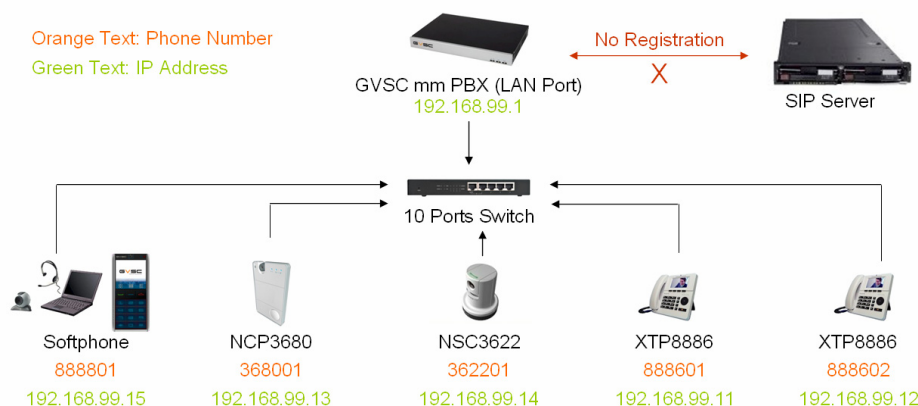 Orange Text: Phone Number
Green Text: IP Address
GVSC
No Registration
X
GVSC mm PBX (LAN Port)
192.168.99.1
SIP Server
10 Ports Switch
GVSC
Softphone
NCP3680
NSC3622
XTP8886
XTP8886
888801
368001
362201
888601
888602
192.168.99.15
192.168.99.13
192.168.99.14
192.168.99.11
192.168.99.12